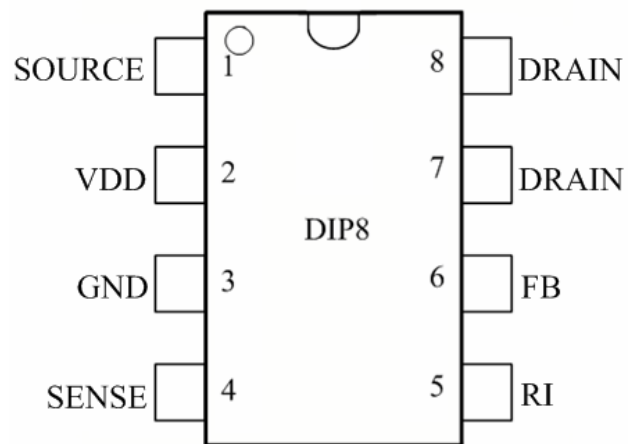 SOURCE 1 8 DRAIN
VDD 2 7 DRAIN
DIP8
GND 3 6 FB
SENSE 4 5 RI